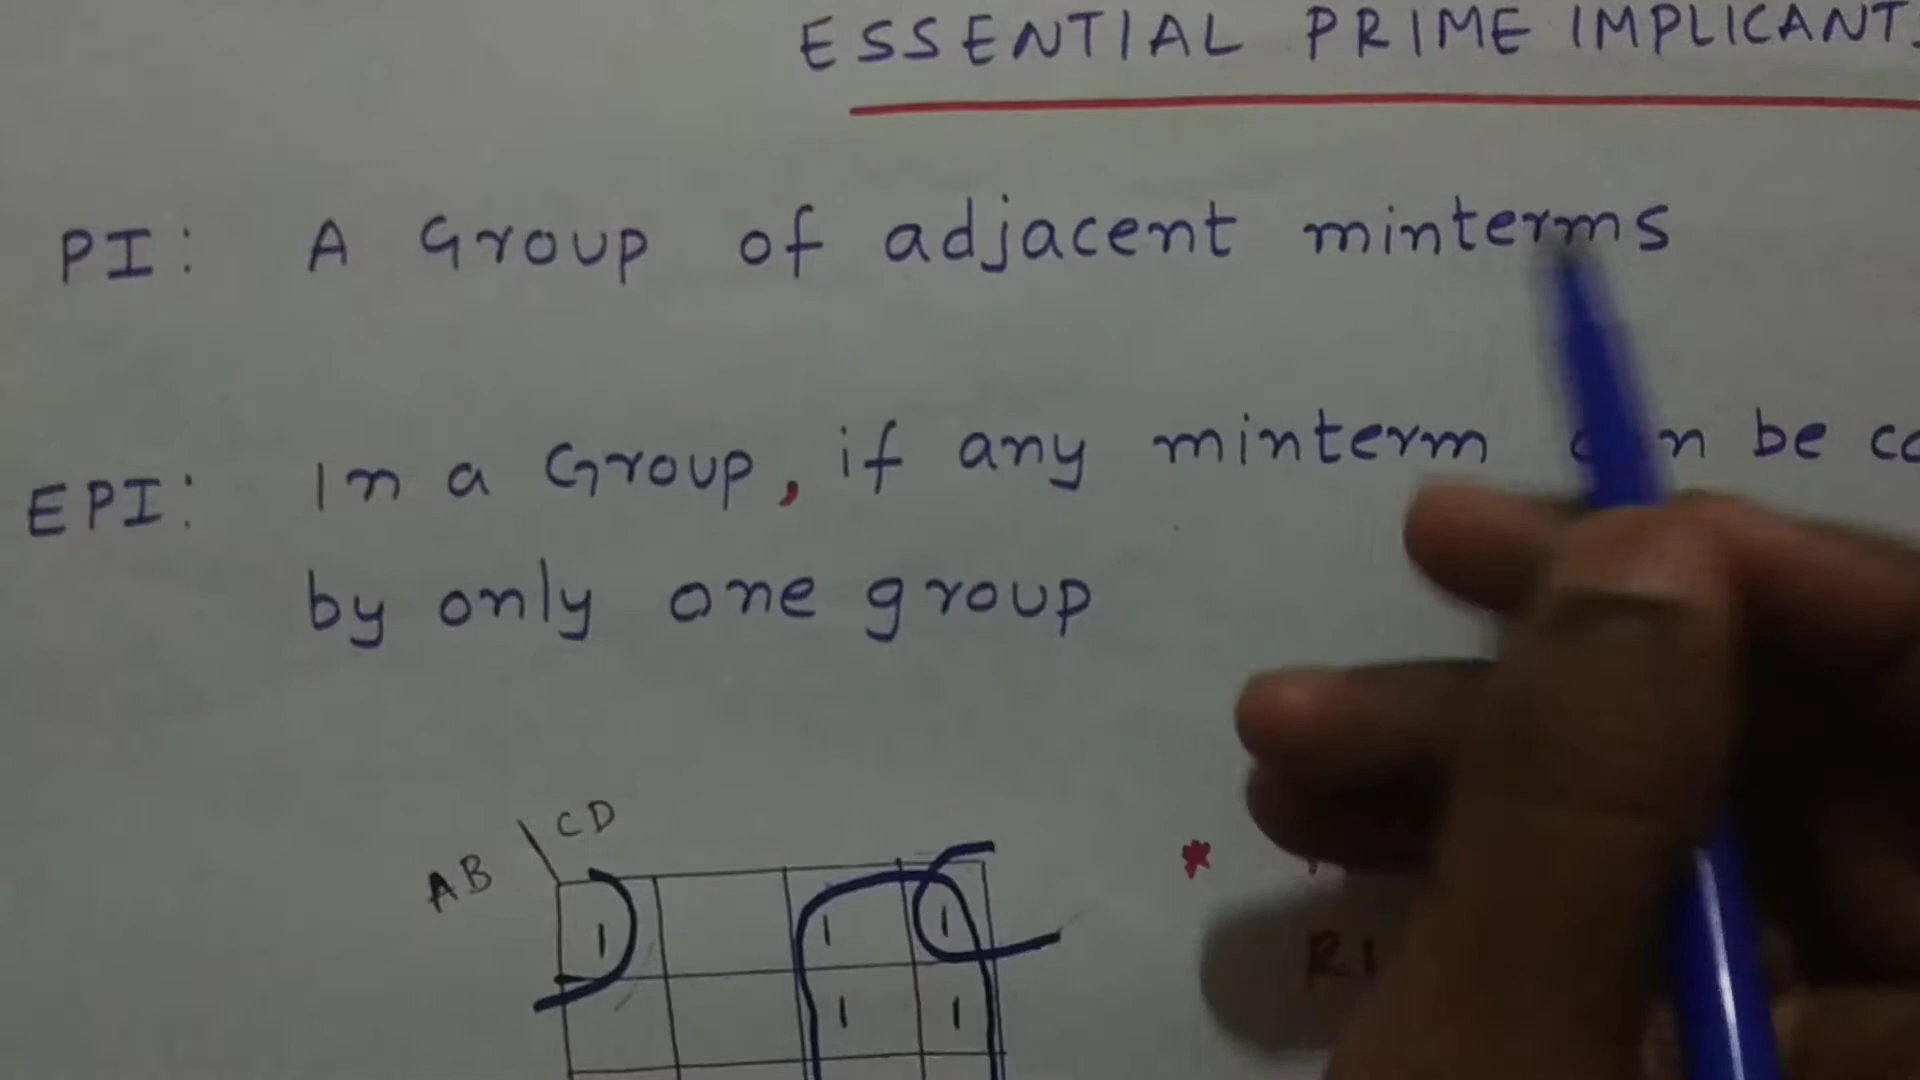 ESSENTIAL PRIME IMPLICANT
PI: A Group of adjacent minterms
EPI: In a Group, if any minterm be
by only one group
CD
AB
1 1 1
1 1
*